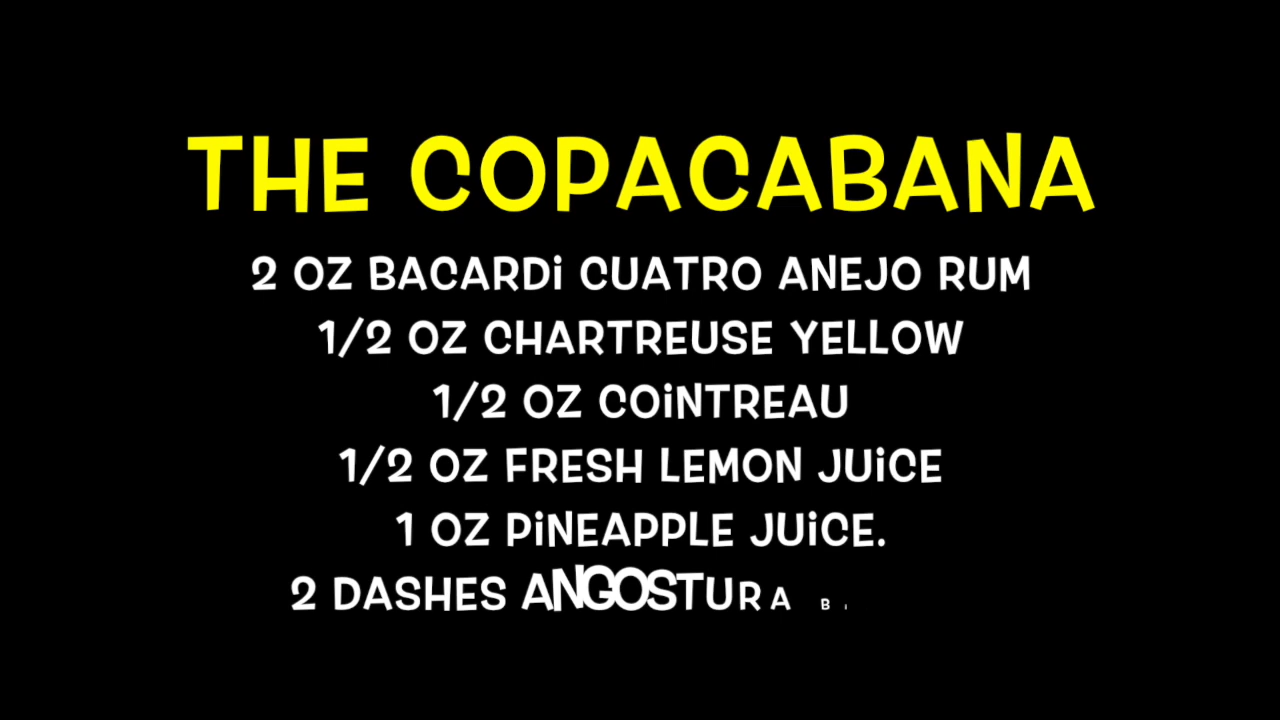 THE COPACABANA
2 OZ BACARDi CUATRO ANEJO RUM
1/2 OZ CHARTREUSE YELLOW
1/2 OZ COiNTREAU
1/2 OZ FRESH LEMON JUiCE
1 OZ PiNEAPPLE JUiCE.
2 DASHES ANGOSTURA B